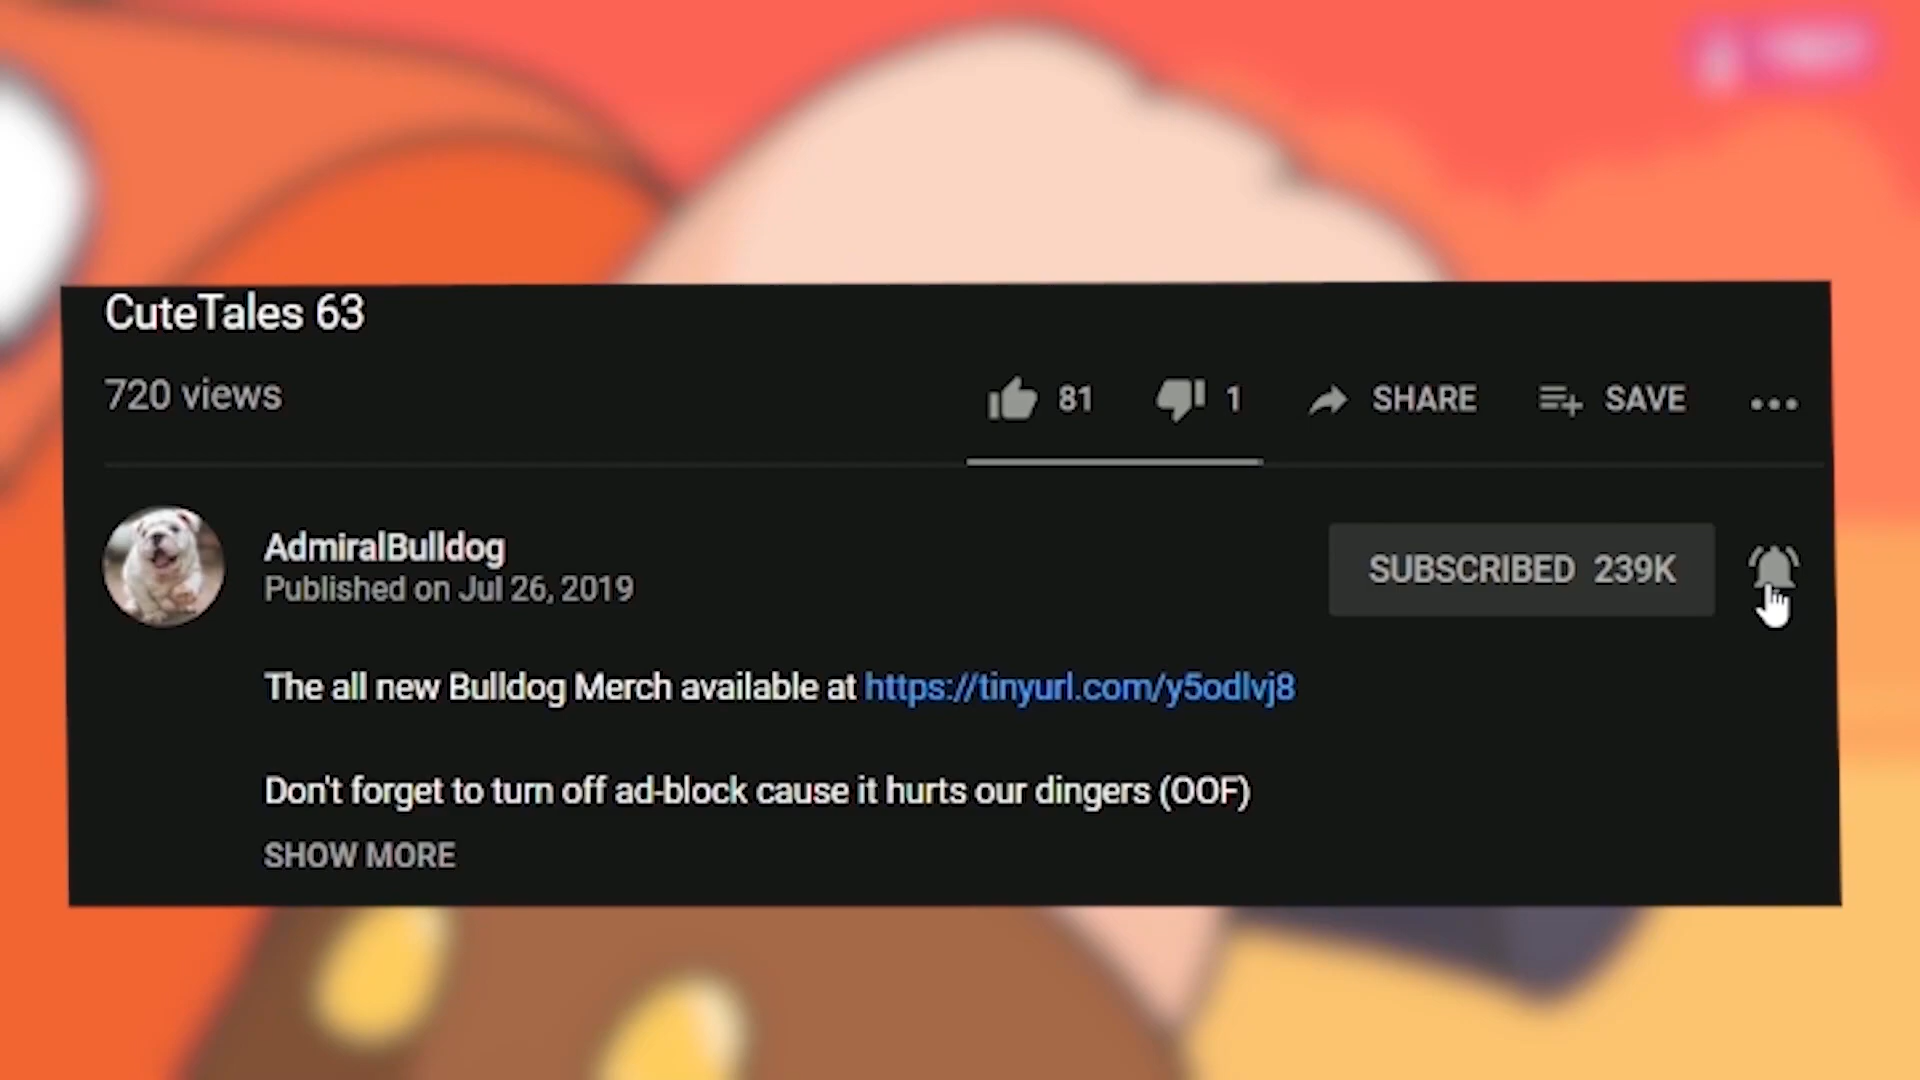 CuteTales 63
720 views
81
1
SHARE
SAVE
AdmiralBulldog
Published on Jul 26, 2019
SUBSCRIBED 239K
The all new Bulldog Merch available at https://tinyurl.com/y5odlvj8
Don't forget to turn off ad-block cause it hurts our dingers (OOF)
SHOW MORE